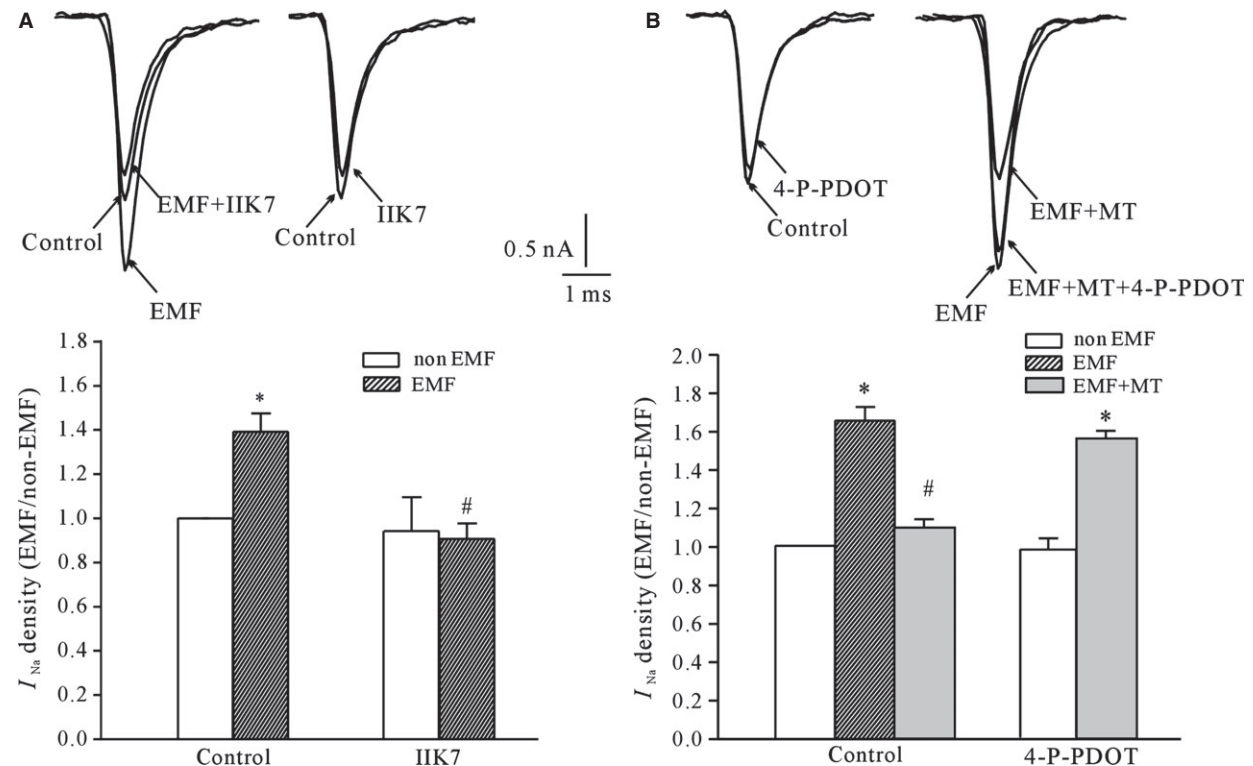 A
EMF+IIK7
Control
EMF
IIK7
Control
0.5 nA
1 ms
B
4-P-PDOT
Control
EMF+MT
EMF+MT+4-P-PDOT
EMF
I Na density (EMF/non-EMF)
1.8
1.6
1.4
1.2
1.0
0.8
0.6
0.4
0.2
0.0
non EMF
EMF
*
#
Control IIK7
I Na density (EMF/non-EMF)
2.0
1.8
1.6
1.4
1.2
1.0
0.8
0.6
0.4
0.2
0.0
non EMF
EMF
EMF+MT
*
#
*
Control 4-P-PDOT